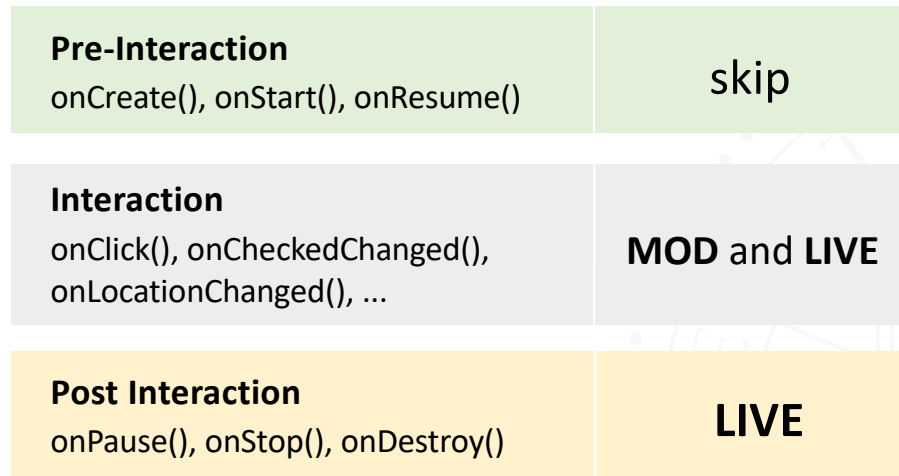 Pre-Interaction
onCreate(), onStart(), onResume()
skip
Interaction
onClick(), onCheckedChanged(),
onLocationChanged(), ...
MOD and LIVE
Post Interaction
onPause(), onStop(), onDestroy()
LIVE